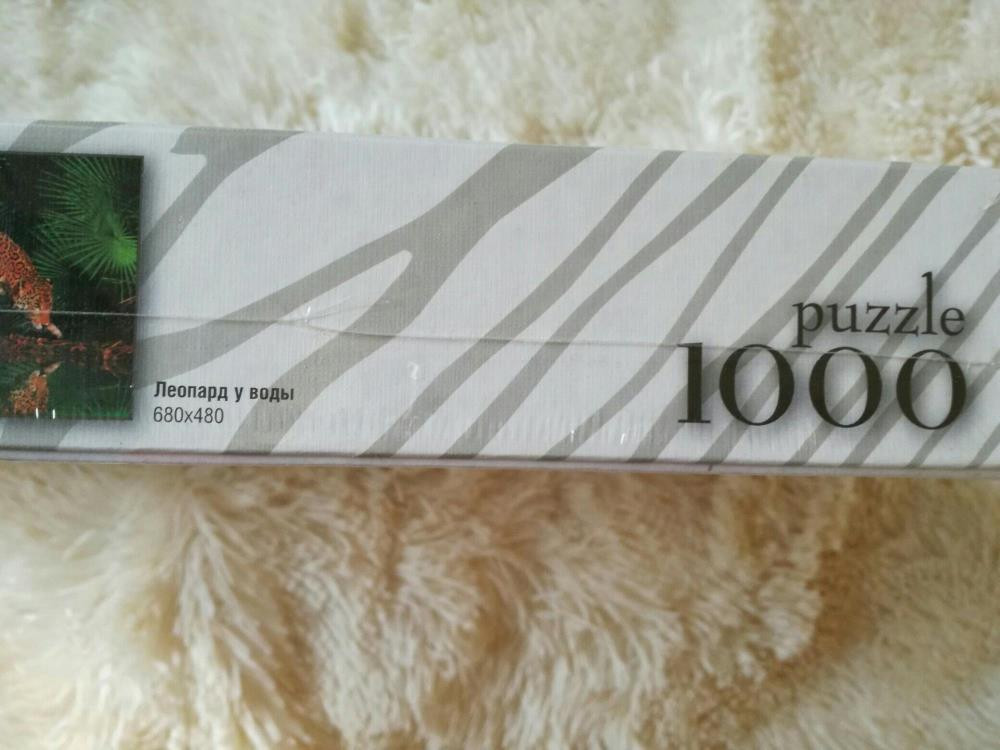 Леопард у воды
680x480
puzzle
1000